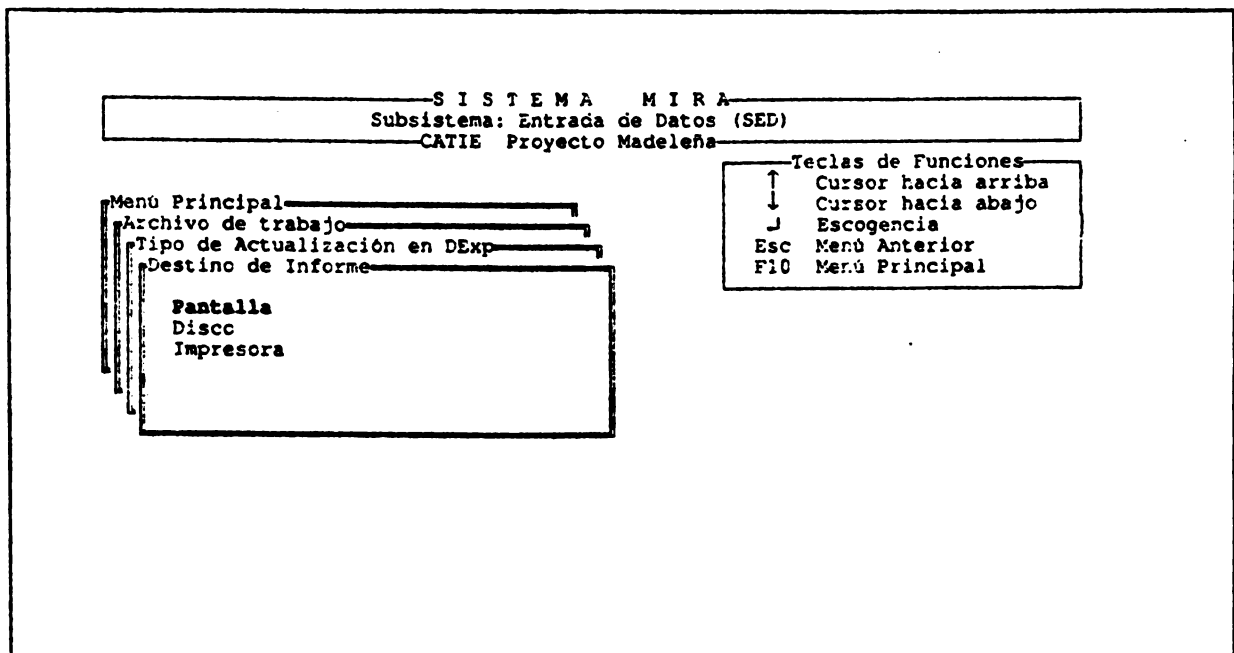 S I S T E M A   M I R A
Subsistema: Entrada de Datos (SED)
CATIE Proyecto Madeleña
Teclas de Funciones
↑ Cursor hacia arriba
↓ Cursor hacia abajo
↵ Escogencia
Esc Menú Anterior
F10 Menú Principal
Menú Principal
Archivo de trabajo
Tipo de Actualización en DExp
Destino de Informe
Pantalla
Disco
Impresora